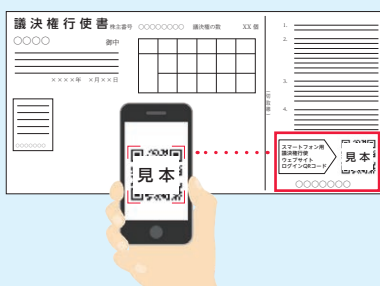 議決権行使書 株主番号 ○○○○○○○○ 議決権の数 XX 個
○○○○ 御中
××××年 ×月××日
○○○○○○○
1.
2.
3.
4.
スマートフォン用
議決権行使
ウェブサイト
ログインQRコード
見本
○○○○○○○
見本